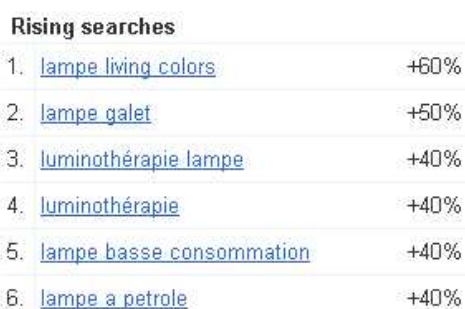 Rising searches
1. lampe living colors +60%
2. lampe galet +50%
3. luminothérapie lampe +40%
4. luminothérapie +40%
5. lampe basse consommation +40%
6. lampe a petrole +40%